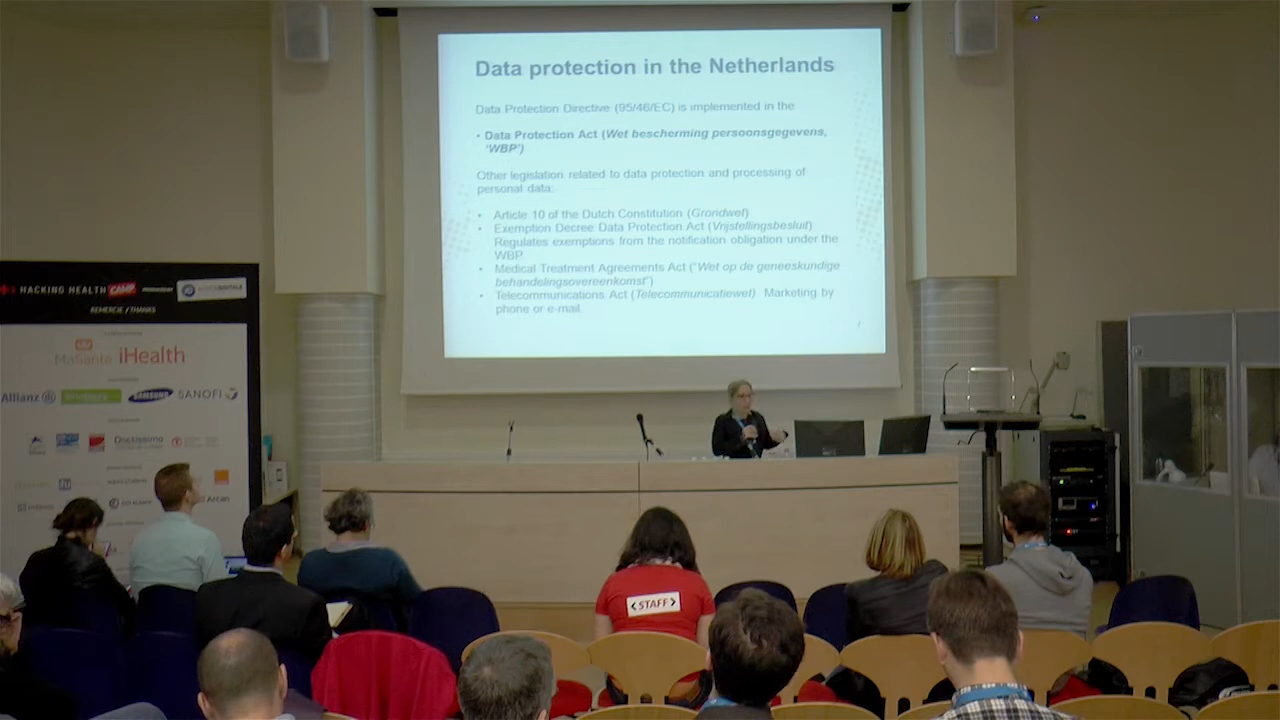 Data protection in the Netherlands
Data Protection Directive (95/46/EC) is implemented in the
• Data Protection Act (Wet bescherming persoonsgegevens,
‘WBP’)
Other legislation related to data protection and processing of
personal data:
• Article 10 of the Dutch Constitution (Grondwet)
• Exemption Decree Data Protection Act (Vrijstellingsbesluit)
Regulates exemptions from the notification obligation under the
WBP.
• Medical Treatment Agreements Act (“Wet op de geneeskundige
behandelingsovereenkomst”)
• Telecommunications Act (Telecommunicatiewet) Marketing by
phone or e-mail.
HACKING HEALTH CAMP
REMERCIE / THANKS
MaSanté iHealth
Allianz
SAMSUNG
SANOFI
Doctissimo
<STAFF>